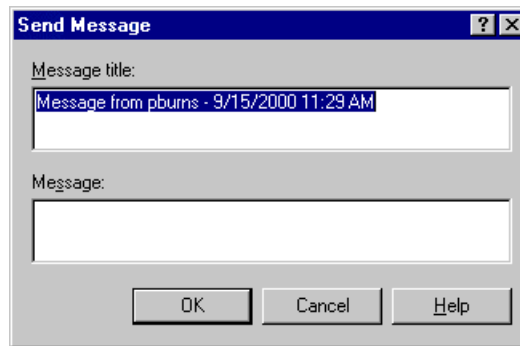 Send Message
Message title:
Message from pburns - 9/15/2000 11:29 AM
Message:
OK Cancel Help